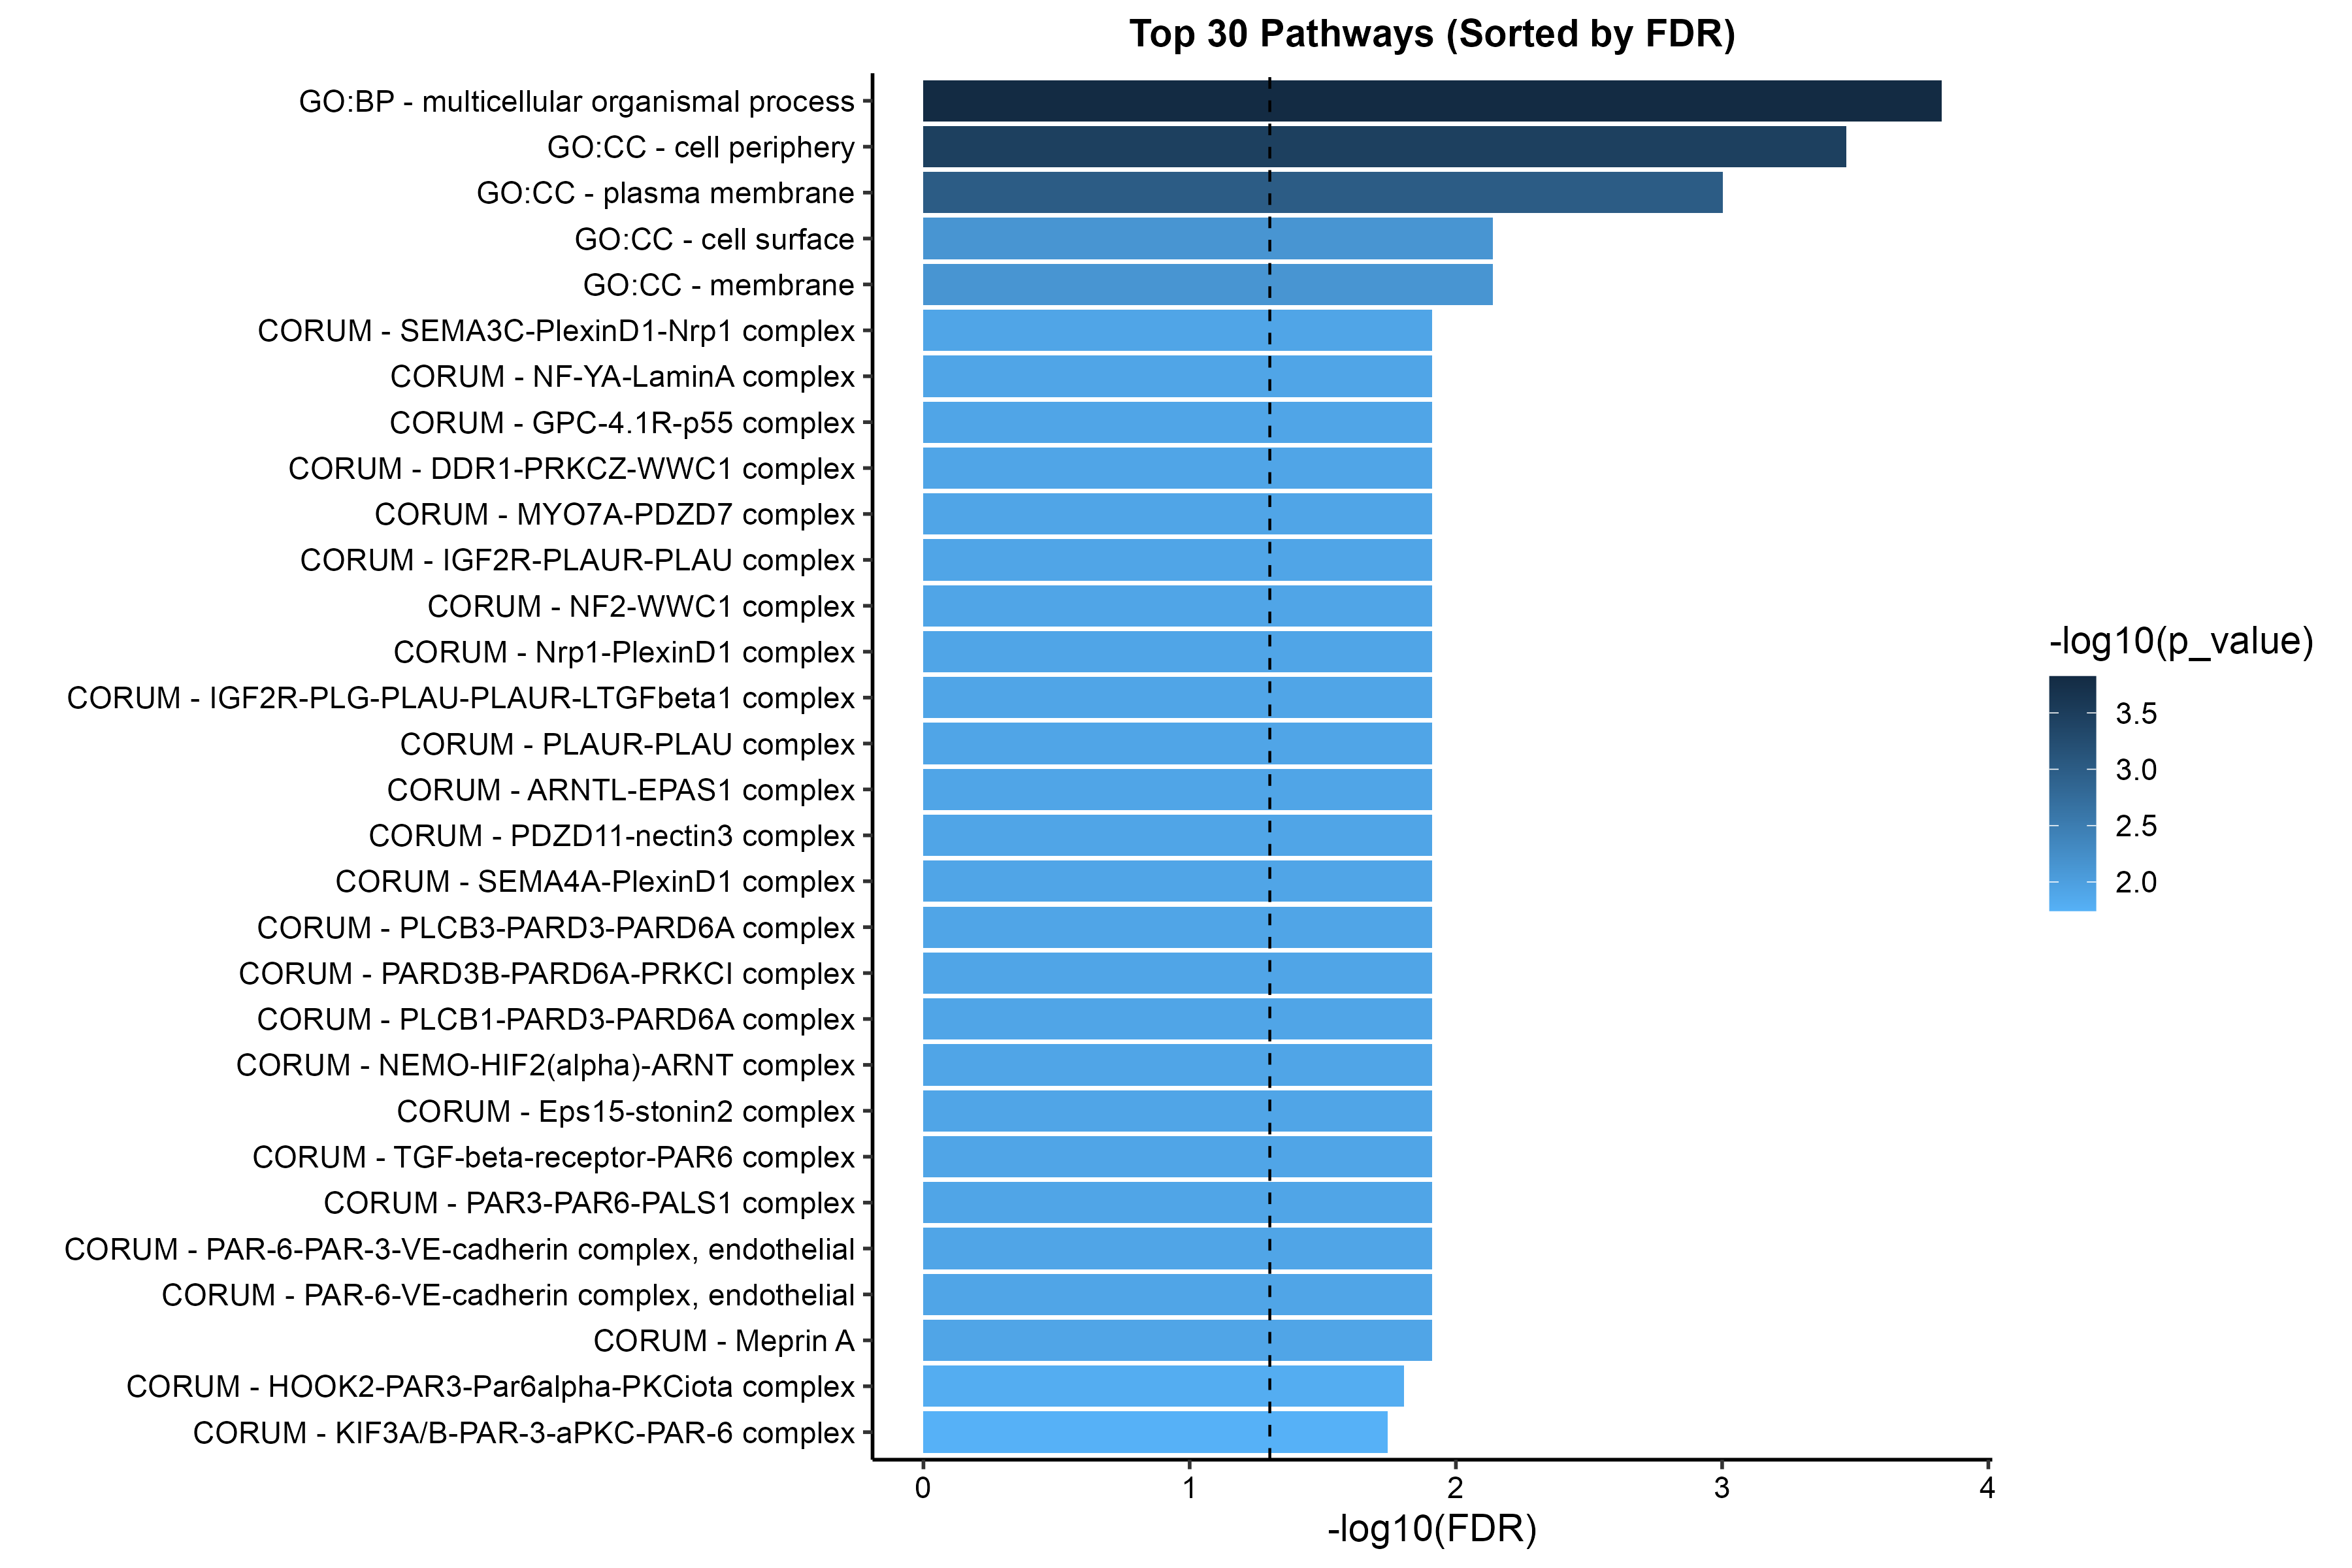 Top 30 Pathways (Sorted by FDR)
GO:BP - multicellular organismal process
GO:CC - cell periphery
GO:CC - plasma membrane
GO:CC - cell surface
GO:CC - membrane
CORUM - SEMA3C-PlexinD1-Nrp1 complex
CORUM - NF-YA-LaminA complex
CORUM - GPC-4.1R-p55 complex
CORUM - DDR1-PRKCZ-WWC1 complex
CORUM - MYO7A-PDZD7 complex
CORUM - IGF2R-PLAUR-PLAU complex
CORUM - NF2-WWC1 complex
CORUM - Nrp1-PlexinD1 complex
CORUM - IGF2R-PLG-PLAU-PLAUR-LTGFbeta1 complex
CORUM - PLAUR-PLAU complex
CORUM - ARNTL-EPAS1 complex
CORUM - PDZD11-nectin3 complex
CORUM - SEMA4A-PlexinD1 complex
CORUM - PLCB3-PARD3-PARD6A complex
CORUM - PARD3B-PARD6A-PRKCI complex
CORUM - PLCB1-PARD3-PARD6A complex
CORUM - NEMO-HIF2(alpha)-ARNT complex
CORUM - Eps15-stonin2 complex
CORUM - TGF-beta-receptor-PAR6 complex
CORUM - PAR3-PAR6-PALS1 complex
CORUM - PAR-6-PAR-3-VE-cadherin complex, endothelial
CORUM - PAR-6-VE-cadherin complex, endothelial
CORUM - Meprin A
CORUM - HOOK2-PAR3-Par6alpha-PKCiota complex
CORUM - KIF3A/B-PAR-3-aPKC-PAR-6 complex
0 1 2 3 4
-log10(FDR)
-log10(p_value)
3.5
3.0
2.5
2.0